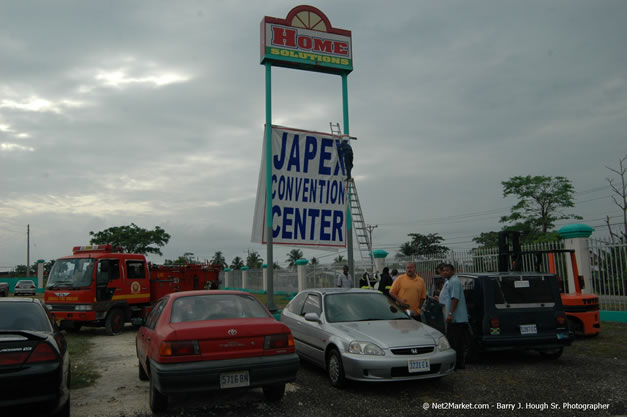 HOME
SOLUTIONS
JAPEX
CONVENTION
CENTER
© Net2Market.com - Barry J. Hough Sr. Photographer